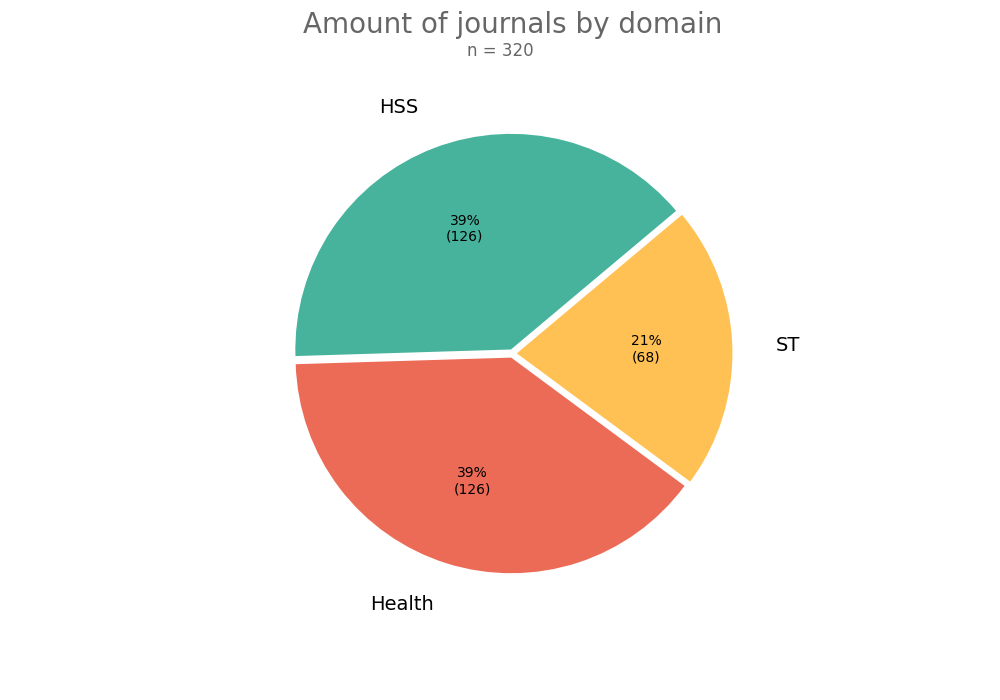 Amount of journals by domain
n = 320
HSS
39%
(126)
21%
(68)
ST
39%
(126)
Health